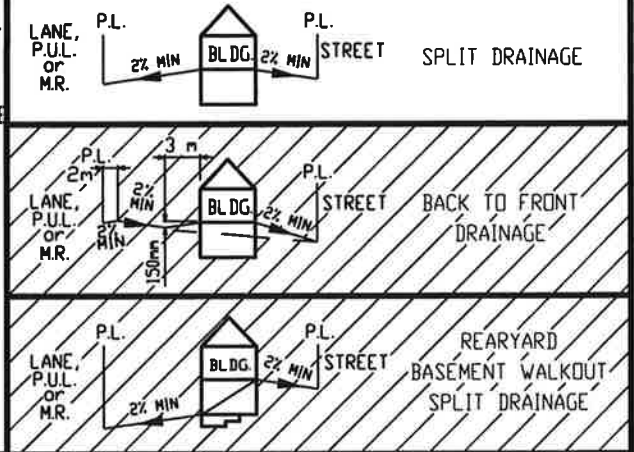 P.L.
P.L.
LANE,
P.U.L.
or
M.R.
2% MIN
BLDG.
2% MIN
STREET
SPLIT DRAINAGE
3 m
P.L.
2m
P.L.
LANE,
P.U.L.
or
M.R.
2%
MIN
2%
MIN
BLDG.
2% MIN
STREET
150mm
BACK TO FRONT
DRAINAGE
P.L.
P.L.
LANE,
P.U.L.
or
M.R.
2% MIN
BLDG.
2% MIN
STREET
REARYARD
BASEMENT WALKOUT
SPLIT DRAINAGE